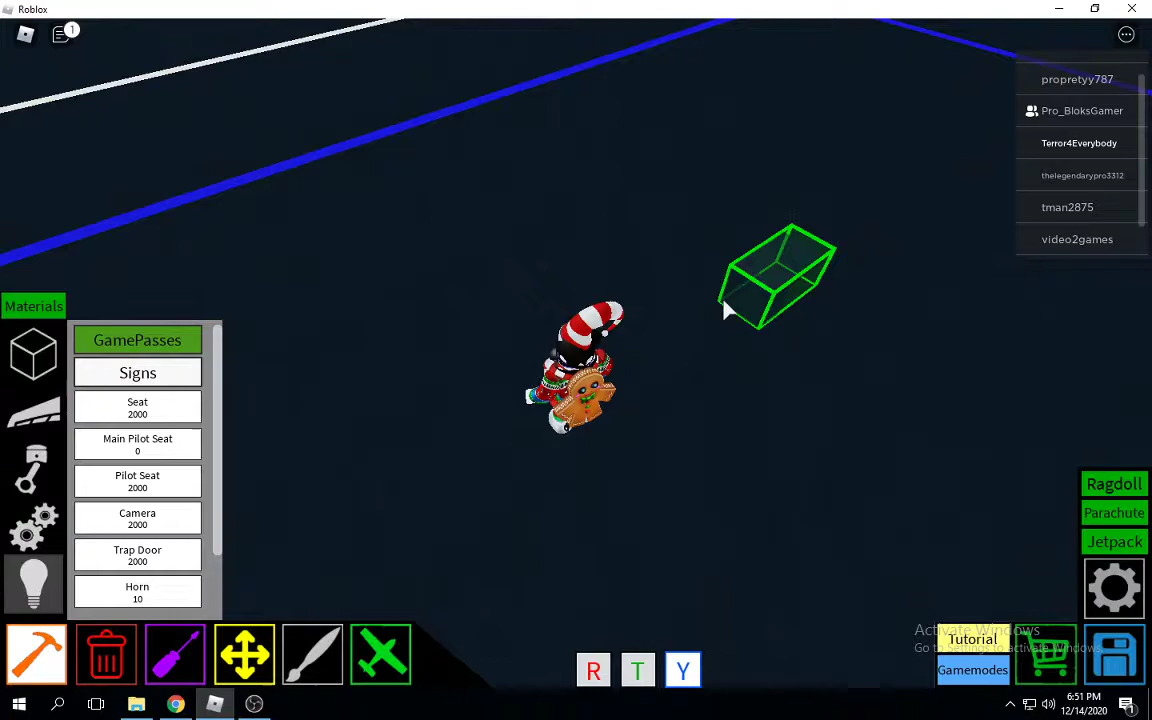 Roblox
1
propretyy787
Pro_BloksGamer
Terror4Everybody
thelegendarypro3312
tman2875
video2games
Materials
GamePasses
Signs
Seat
2000
Main Pilot Seat
0
Pilot Seat
2000
Camera
2000
Trap Door
2000
Horn
10
Ragdoll
Parachute
Jetpack
Activate Windows
Go to Settings to activate Windows.
Tutorial
Gamemodes
R T Y
6:51 PM
12/14/2020
1